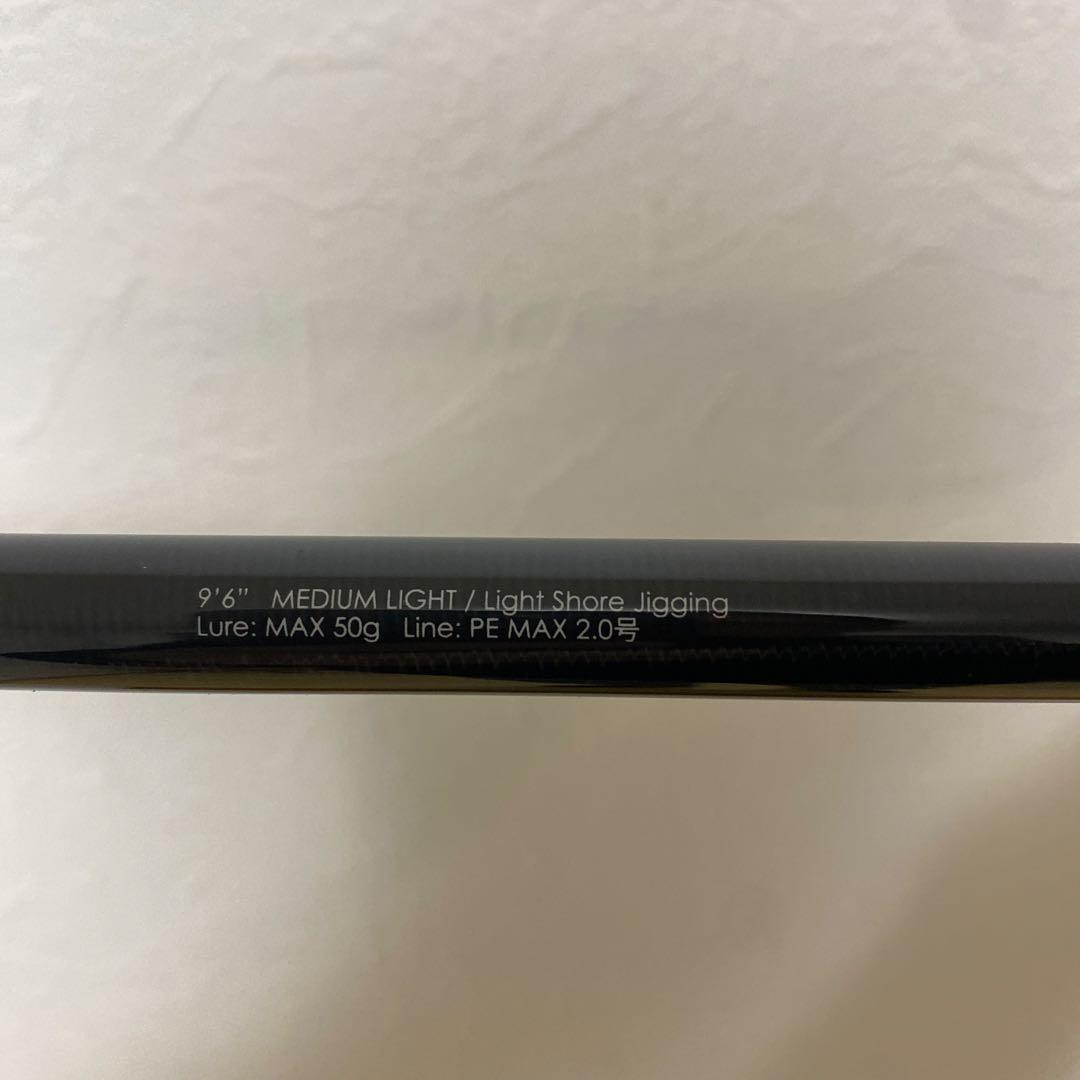 9'6" MEDIUM LIGHT / Light Shore Jigging
Lure: MAX 50g Line: PE MAX 2.0号